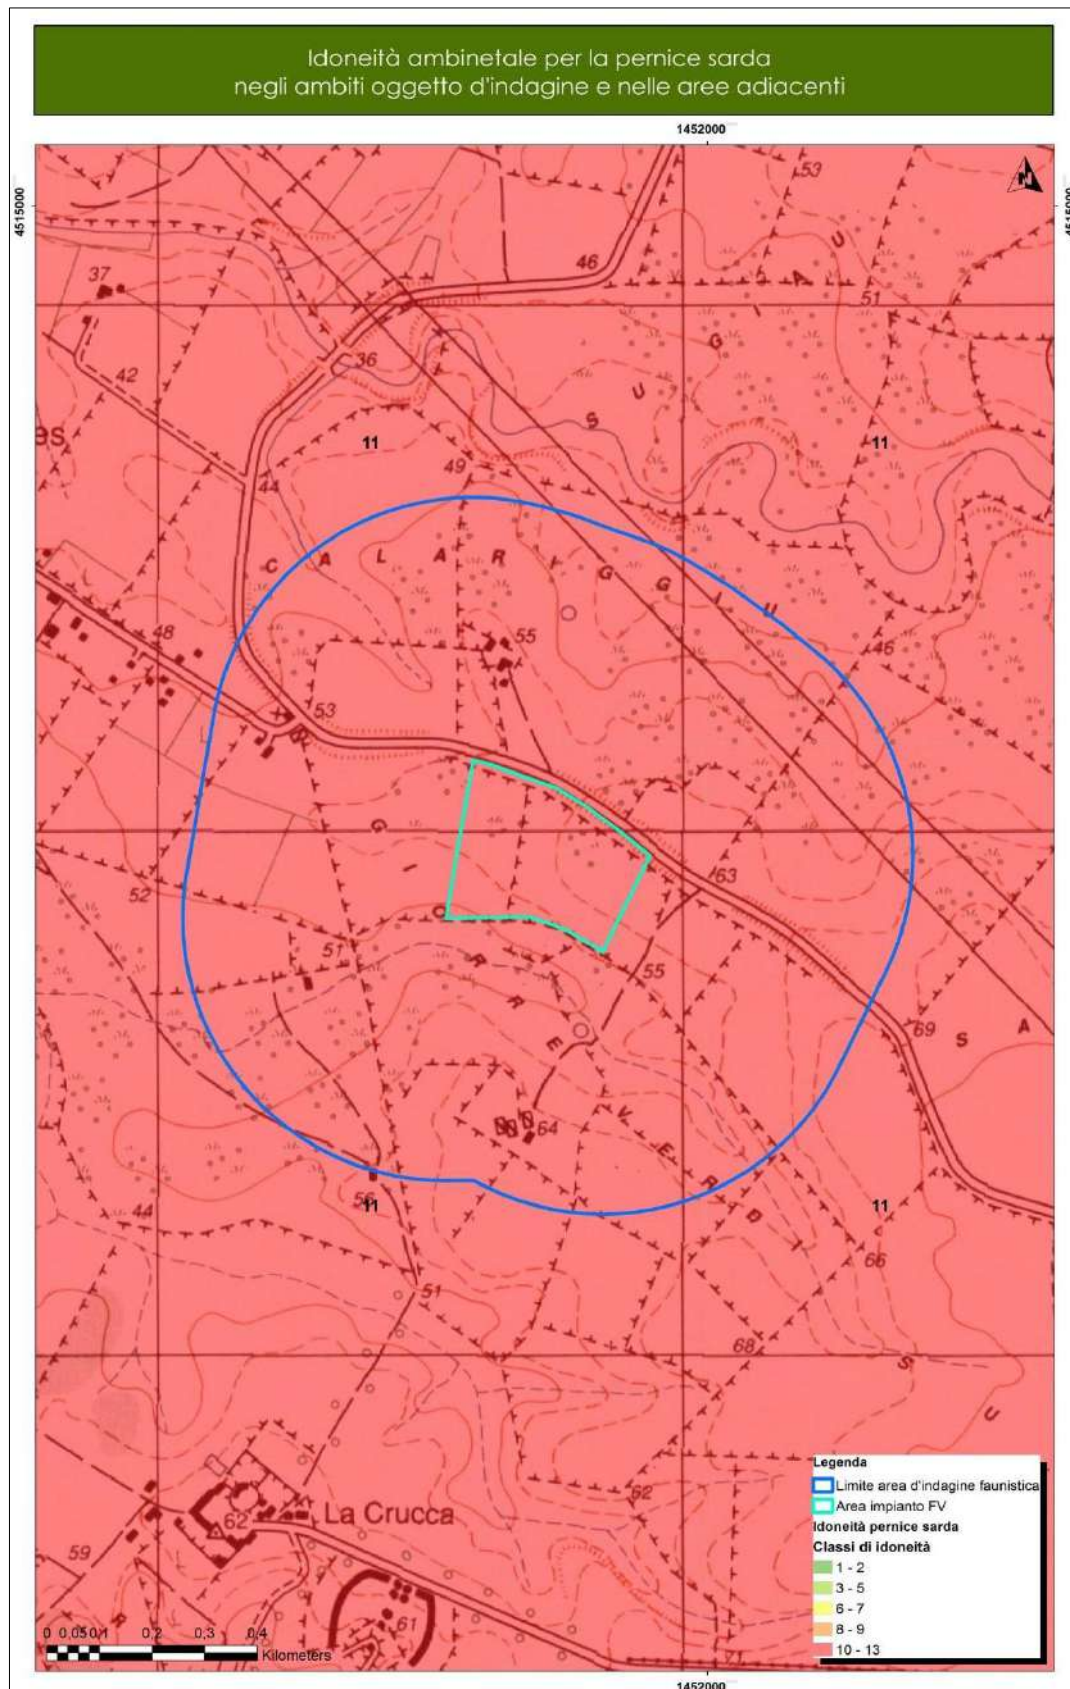 Idoneità ambinetale per la pernice sarda
negli ambiti oggetto d'indagine e nelle aree adiacenti
1452000
4515000
4515000
N
53
U
46
A
37
51
G
36
42
U
S
11
11
49
44
C A L A R I G G I U
48
55
46
53
G
I
63
52
O
51
R
55
R
E
69
S A
V
64
E
R
56
D
11
11
44
I
66
51
68
S
U
62
La Crucca
62
59
61
R
0 0,05 0,1 0,2 0,3 0,4
Kilometers
Legenda
Limite area d'indagine faunistica
Area impianto FV
Idoneità pernice sarda
Classi di idoneità
1 - 2
3 - 5
6 - 7
8 - 9
10 - 13
1452000